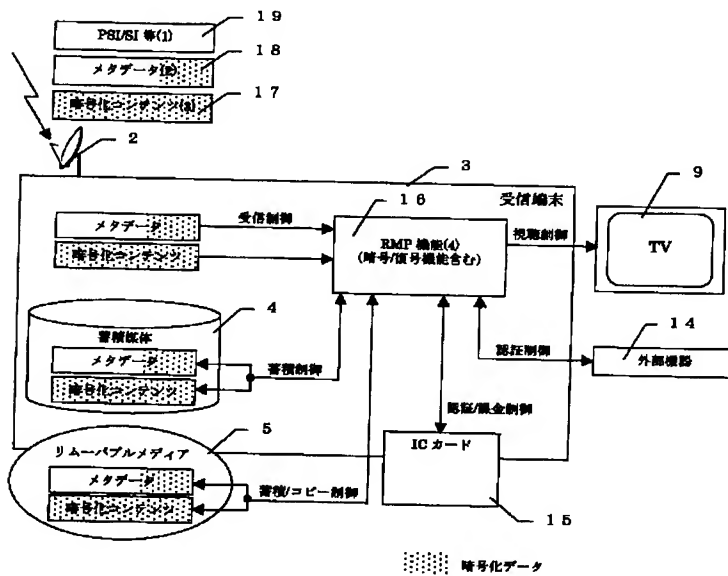 PSI/SI 等(1)
19
メタデータ(2)
18
暗号化コンテンツ(3)
17
2
3
受信端末
9
TV
メタデータ
受信制御
暗号化コンテンツ
16
RMP 機能(4)
(暗号/復号機能含む)
視聴制御
4
蓄積媒体
メタデータ
暗号化コンテンツ
蓄積制御
認証制御
14
外部機器
認証/課金制御
5
リムーバブルメディア
メタデータ
暗号化コンテンツ
蓄積/コピー制御
IC カード
15
暗号化データ